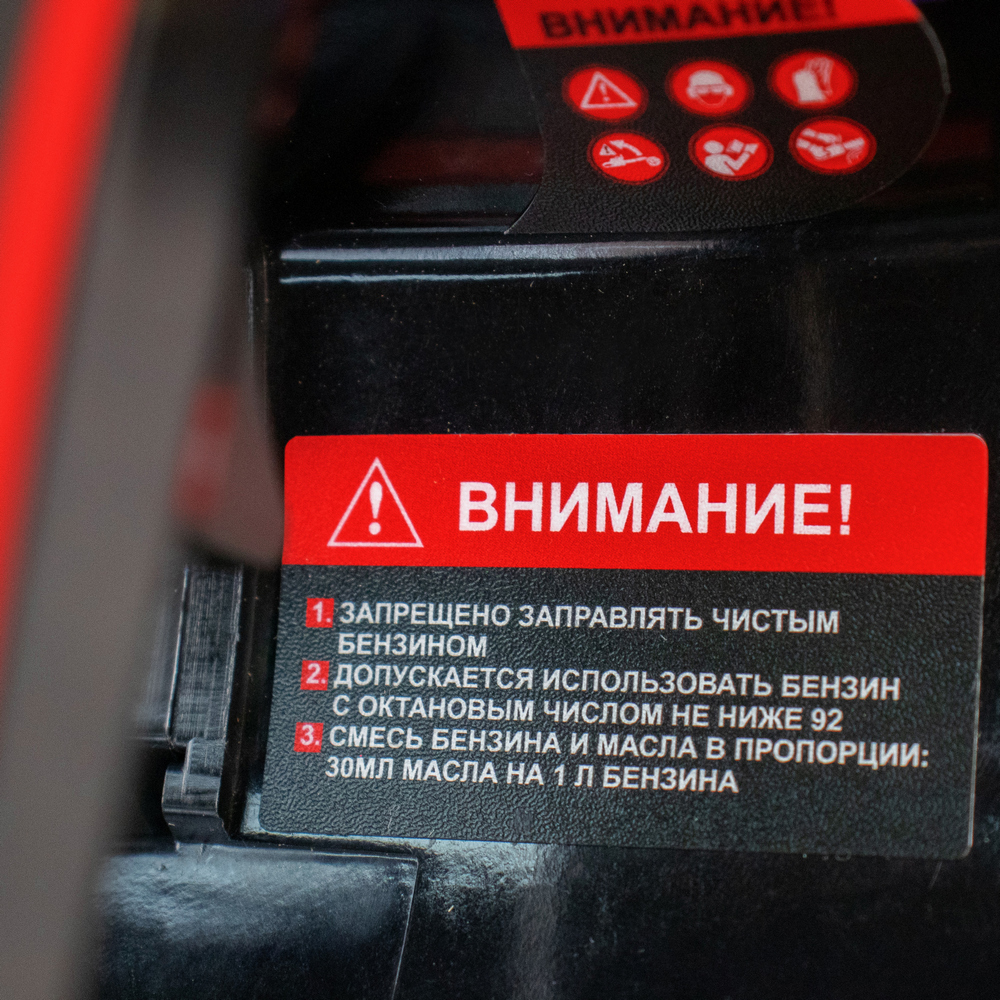 ВНИМАНИЕ!
ВНИМАНИЕ!
1. ЗАПРЕЩЕНО ЗАПРАВЛЯТЬ ЧИСТЫМ
БЕНЗИНОМ
2. ДОПУСКАЕТСЯ ИСПОЛЬЗОВАТЬ БЕНЗИН
С ОКТАНОВЫМ ЧИСЛОМ НЕ НИЖЕ 92
3. СМЕСЬ БЕНЗИНА И МАСЛА В ПРОПОРЦИИ:
30МЛ МАСЛА НА 1 Л БЕНЗИНА